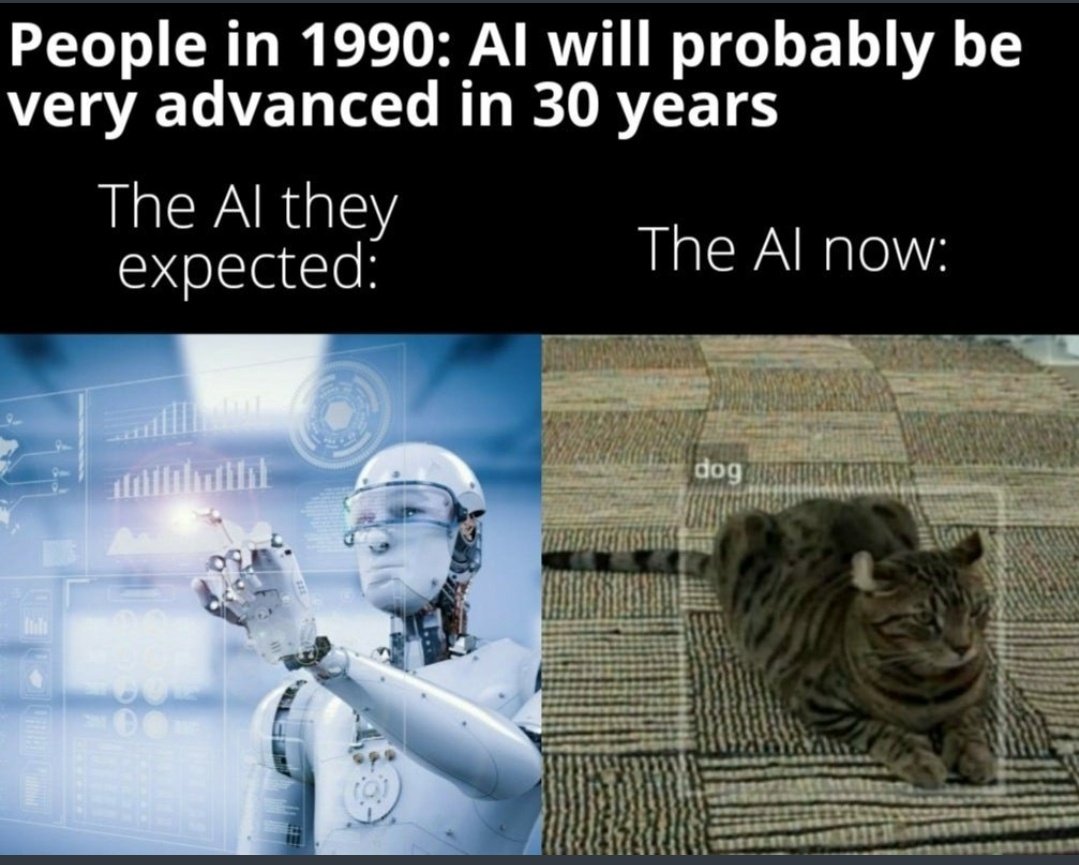 People in 1990: AI will probably be
very advanced in 30 years
The AI they
expected:
The AI now:
dog